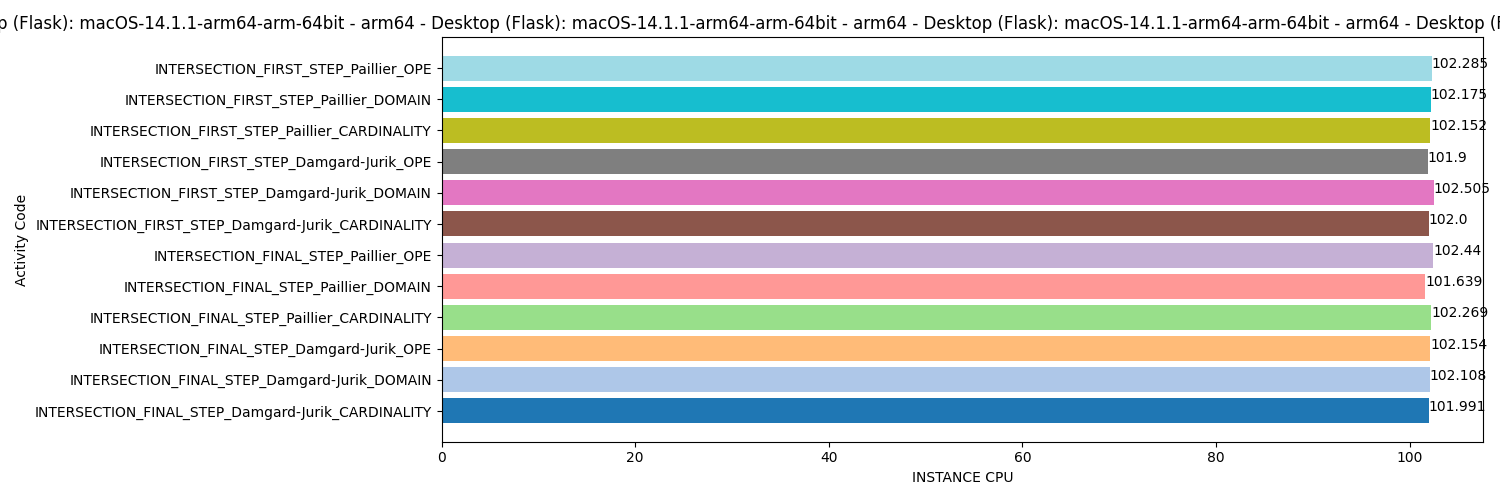 (Flask): macOS-14.1.1-arm64-arm-64bit - arm64 - Desktop (Flask): macOS-14.1.1-arm64-arm-64bit - arm64 - Desktop (Flask): macOS-14.1.1-arm64-arm-64bit - arm64 - Desktop
INTERSECTION_FIRST_STEP_Paillier_OPE 102.285
INTERSECTION_FIRST_STEP_Paillier_DOMAIN 102.175
INTERSECTION_FIRST_STEP_Paillier_CARDINALITY 102.152
INTERSECTION_FIRST_STEP_Damgard-Jurik_OPE 101.9
INTERSECTION_FIRST_STEP_Damgard-Jurik_DOMAIN 102.505
INTERSECTION_FIRST_STEP_Damgard-Jurik_CARDINALITY 102.0
INTERSECTION_FINAL_STEP_Paillier_OPE 102.44
INTERSECTION_FINAL_STEP_Paillier_DOMAIN 101.639
INTERSECTION_FINAL_STEP_Paillier_CARDINALITY 102.269
INTERSECTION_FINAL_STEP_Damgard-Jurik_OPE 102.154
INTERSECTION_FINAL_STEP_Damgard-Jurik_DOMAIN 102.108
INTERSECTION_FINAL_STEP_Damgard-Jurik_CARDINALITY 101.991
Activity Code
0 20 40 60 80 100
INSTANCE CPU